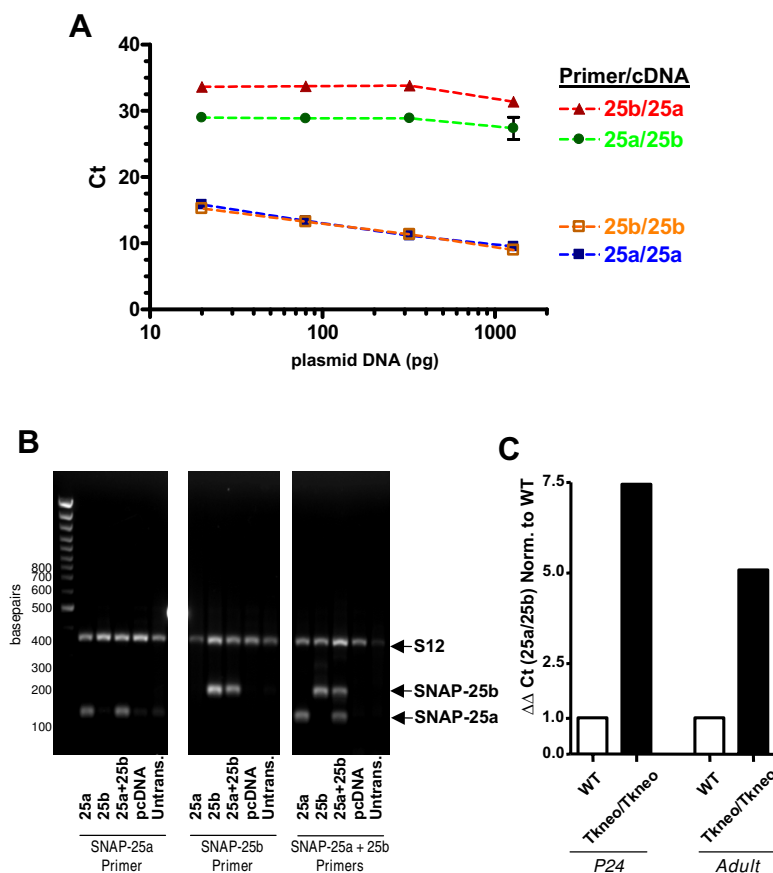 A
40
30
20
10
0
Ct
10
100
1000
plasmid DNA (pg)
Primer/cDNA
25b/25a
25a/25b
25b/25b
25a/25a
B
basepairs
800
700
600
500
400
300
200
100
S12
SNAP-25b
SNAP-25a
25a
25b
25a+25b
pcDNA
Untrans.
SNAP-25a
Primer
25a
25b
25a+25b
pcDNA
Untrans.
SNAP-25b
Primer
25a
25b
25a+25b
pcDNA
Untrans.
SNAP-25a + 25b
Primers
C
ΔΔ Ct (25a/25b) Norm. to WT
7.5
5.0
2.5
1.0
0.0
WT
Tkneo/Tkneo
WT
Tkneo/Tkneo
P24
Adult